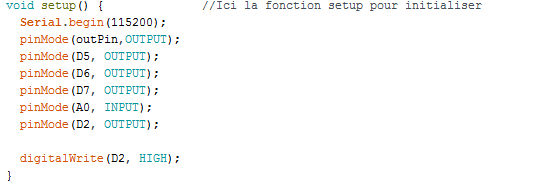 void setup() {              //Ici la fonction setup pour initialiser
  Serial.begin(115200);
  pinMode(outPin,OUTPUT);
  pinMode(D5, OUTPUT);
  pinMode(D6, OUTPUT);
  pinMode(D7, OUTPUT);
  pinMode(A0, INPUT);
  pinMode(D2, OUTPUT);

  digitalWrite(D2, HIGH);
}